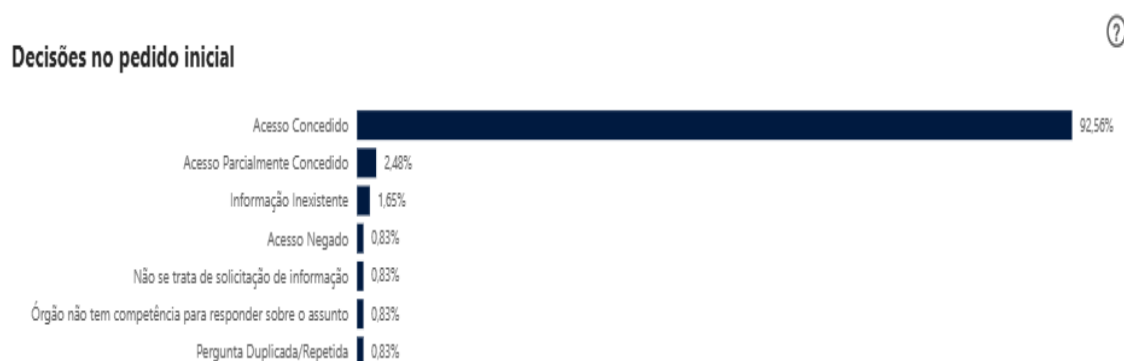 ?
Decisões no pedido inicial
Acesso Concedido 92,56%
Acesso Parcialmente Concedido 2,48%
Informação Inexistente 1,65%
Acesso Negado 0,83%
Não se trata de solicitação de informação 0,83%
Órgão não tem competência para responder sobre o assunto 0,83%
Pergunta Duplicada/Repetida 0,83%